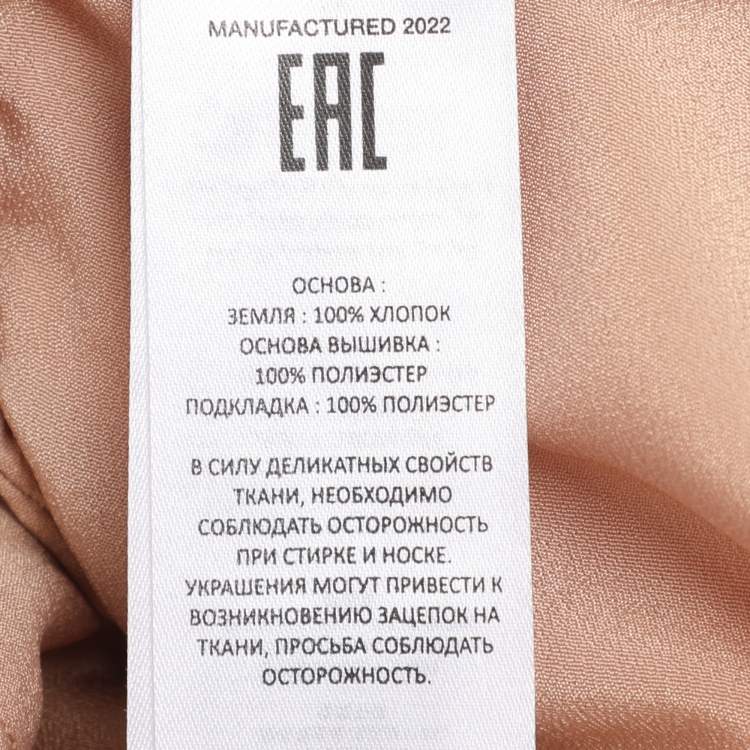 MANUFACTURED 2022
EAC
ОСНОВА :
ЗЕМЛЯ : 100% ХЛОПОК
ОСНОВА ВЫШИВКА :
100% ПОЛИЭСТЕР
ПОДКЛАДКА : 100% ПОЛИЭСТЕР
В СИЛУ ДЕЛИКАТНЫХ СВОЙСТВ
ТКАНИ, НЕОБХОДИМО
СОБЛЮДАТЬ ОСТОРОЖНОСТЬ
ПРИ СТИРКЕ И НОСКЕ.
УКРАШЕНИЯ МОГУТ ПРИВЕСТИ К
ВОЗНИКНОВЕНИЮ ЗАЦЕПОК НА
ТКАНИ, ПРОСЬБА СОБЛЮДАТЬ
ОСТОРОЖНОСТЬ.